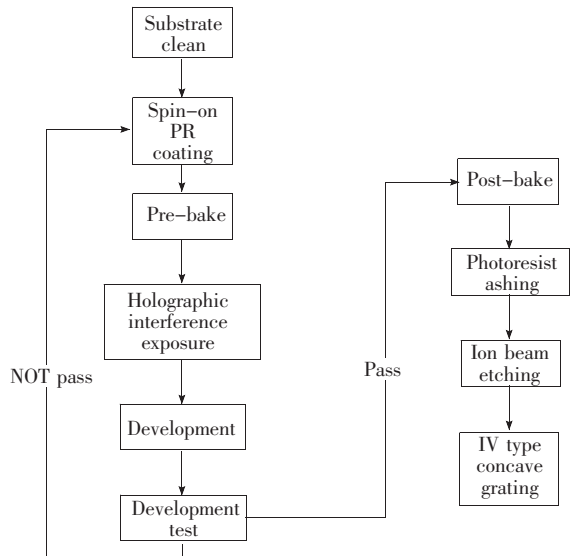 Substrate
clean
Spin-on
PR
coating
Pre-bake
Holographic
interference
exposure
NOT pass
Development
Development
test
Pass
Post-bake
Photoresist
ashing
Ion beam
etching
IV type
concave
grating